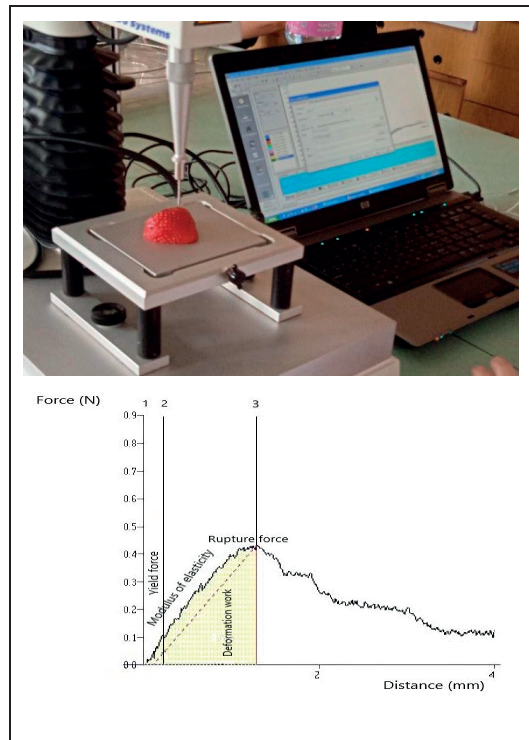 Systems
Force (N)
1 2 3
0.9
0.8
0.7
0.6
0.5
0.4
0.3
0.2
0.1
0.0
Yield force
Modulus of elasticity
Rupture force
Deformation work
2
4
Distance (mm)